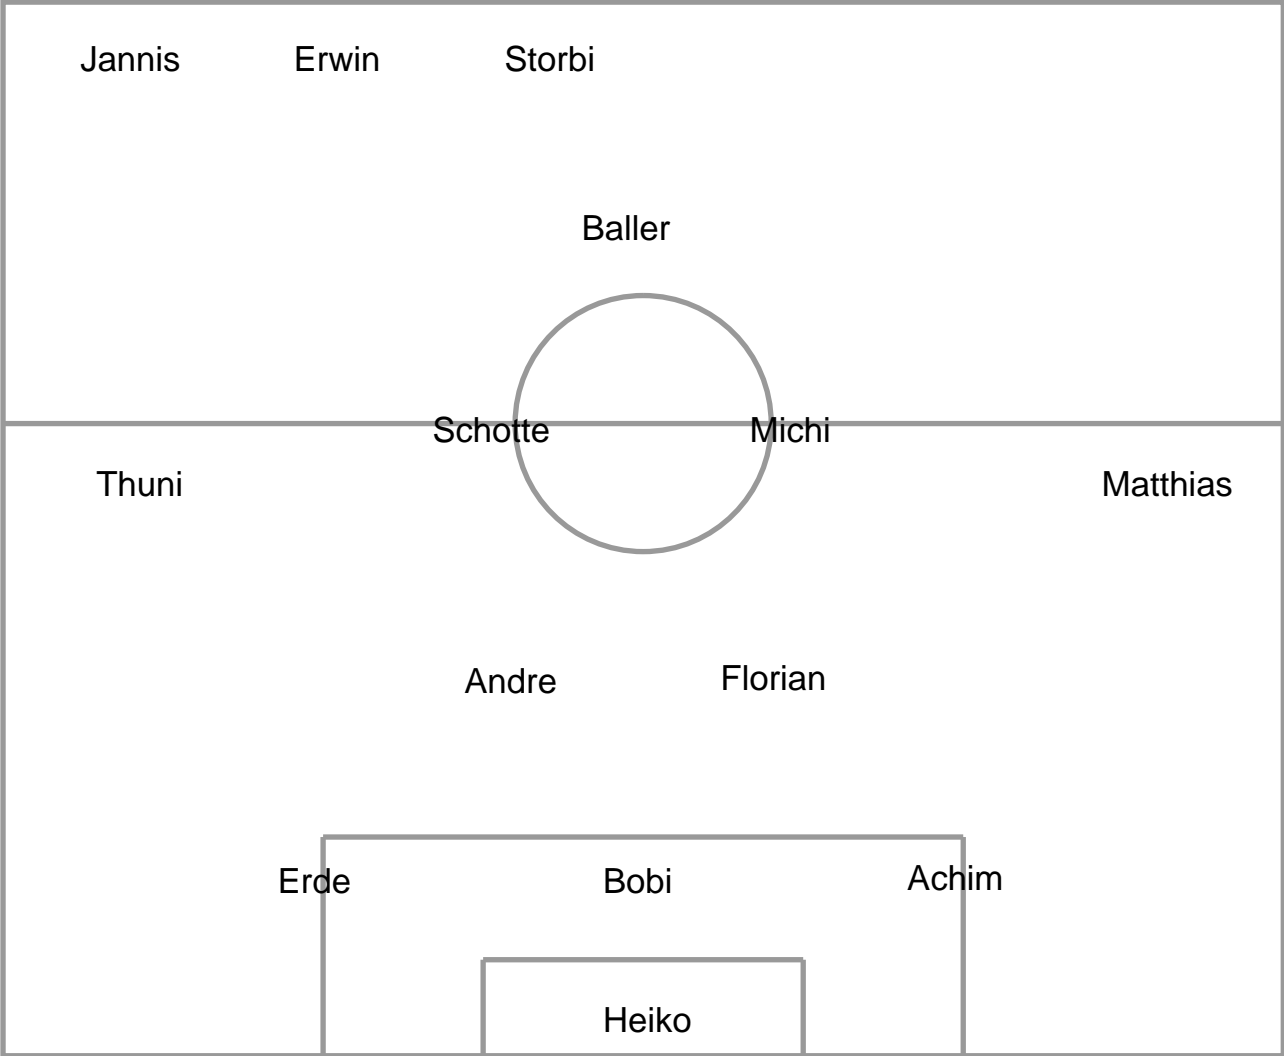 Jannis Erwin Storbi
Baller
Schotte Michi
Thuni Matthias
Andre Florian
Erde Bobi Achim
Heiko